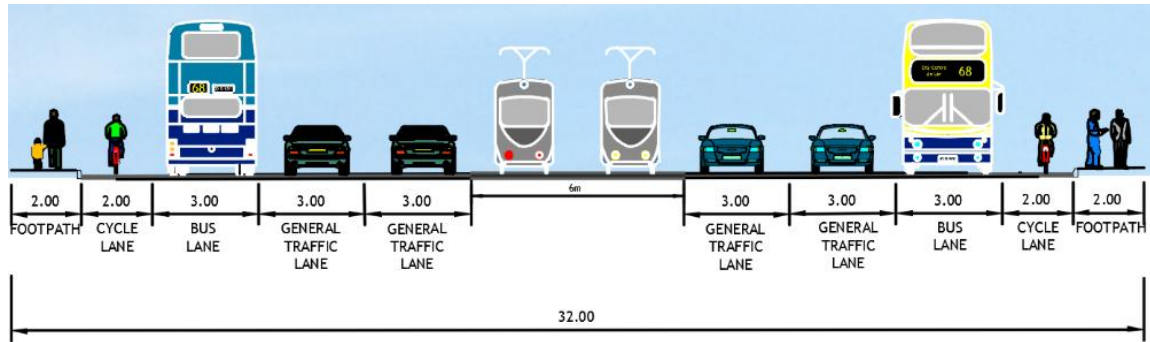 68
68
6m
2.00
2.00
3.00
3.00
3.00
3.00
3.00
3.00
2.00
2.00
FOOTPATH
CYCLE
LANE
BUS
LANE
GENERAL
TRAFFIC
LANE
GENERAL
TRAFFIC
LANE
GENERAL
TRAFFIC
LANE
GENERAL
TRAFFIC
LANE
BUS
LANE
CYCLE
LANE
FOOTPATH
32.00